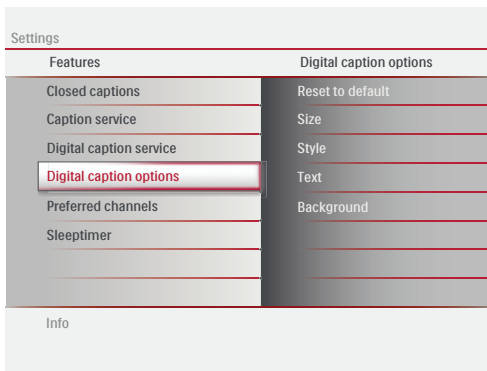 Settings
Features
Digital caption options
Closed captions
Reset to default
Caption service
Size
Digital caption service
Style
Digital caption options
Text
Preferred channels
Background
Sleeptimer
Info